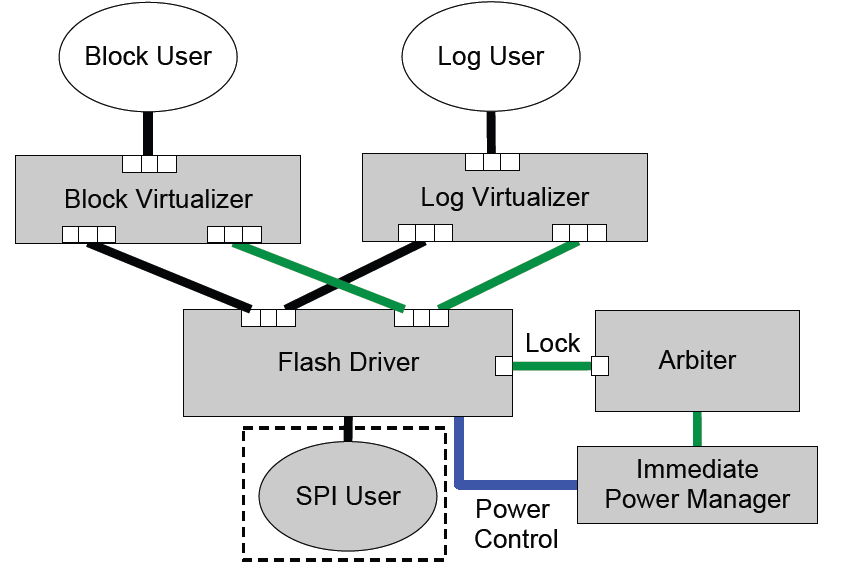 Block User
Log User
Block Virtualizer
Log Virtualizer
Flash Driver
Lock
Arbiter
SPI User
Immediate
Power Manager
Power
Control